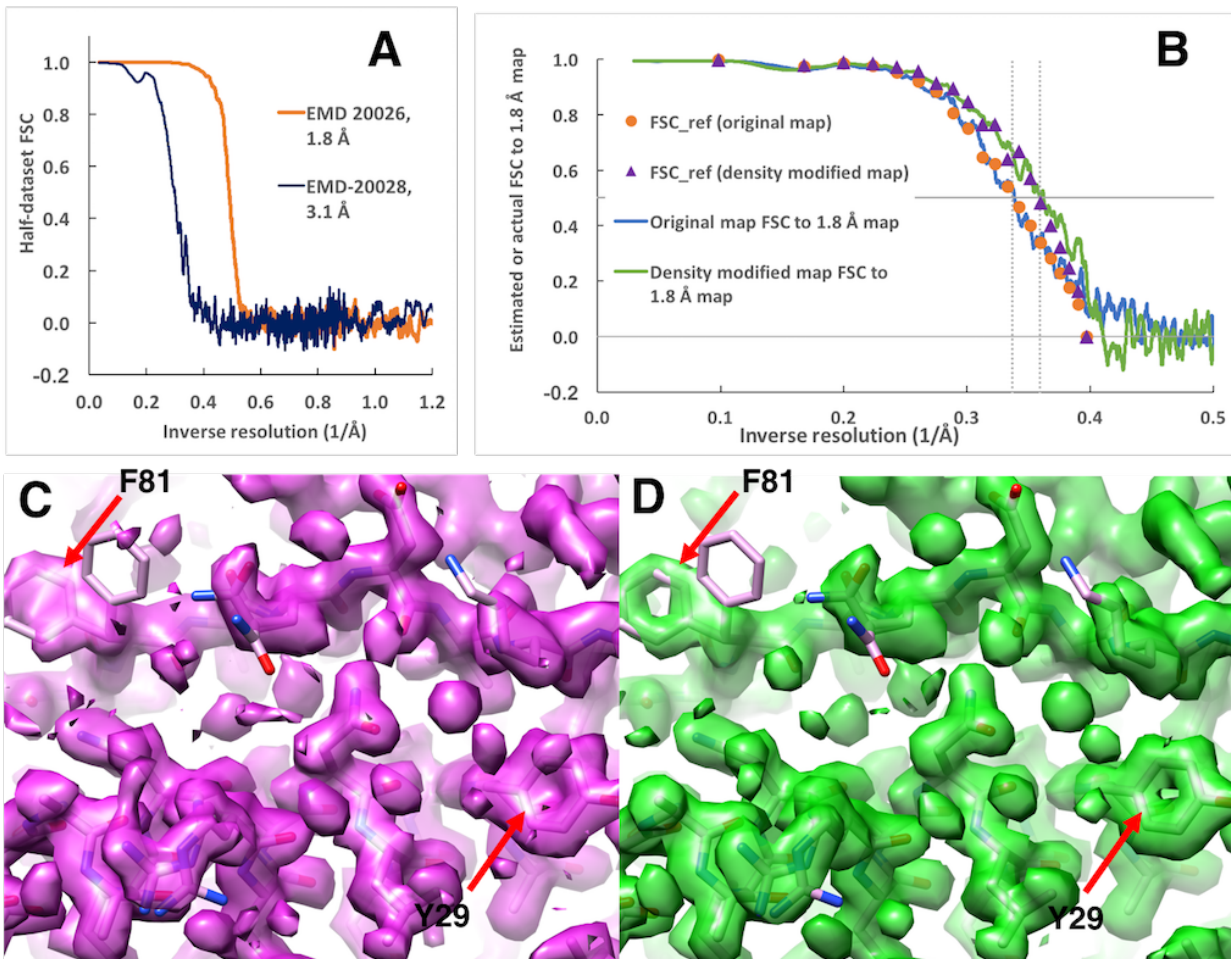 A
1.0
0.8
0.6
0.4
0.2
0.0
-0.2
Half-dataset FSC
EMD 20026,
1.8 Å
EMD-20028,
3.1 Å
0.0 0.2 0.4 0.6 0.8 1.0 1.2
Inverse resolution (1/Å)
B
1.0
0.8
0.6
0.4
0.2
0.0
-0.2
Estimated or actual FSC to 1.8 Å map
FSC_ref (original map)
FSC_ref (density modified map)
Original map FSC to 1.8 Å map
Density modified map FSC to
1.8 Å map
0.0 0.1 0.2 0.3 0.4 0.5
Inverse resolution (1/Å)
C
F81
Y29
D
F81
Y29